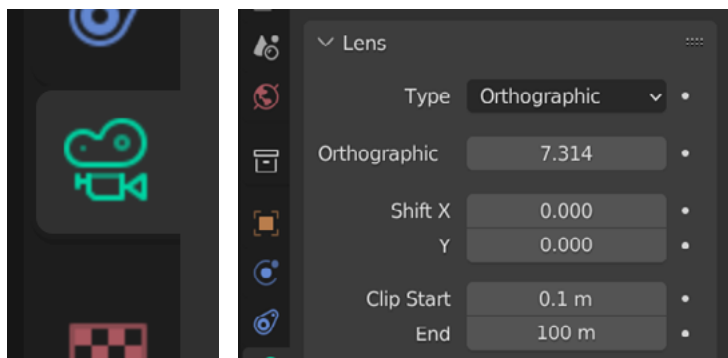 Lens
Type Orthographic
Orthographic 7.314
Shift X 0.000
Y 0.000
Clip Start 0.1 m
End 100 m